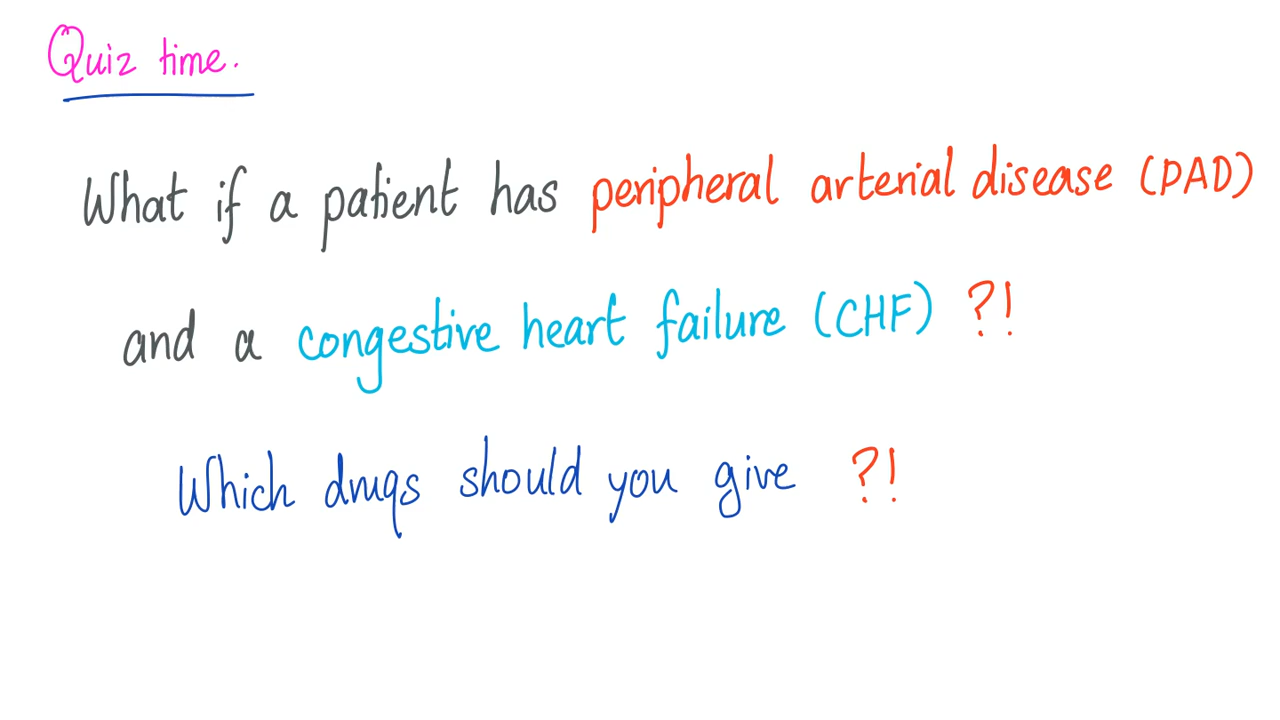 Quiz time.
What if a patient has peripheral arterial disease (PAD)
and a congestive heart failure (CHF) ?!
Which drugs should you give ?!